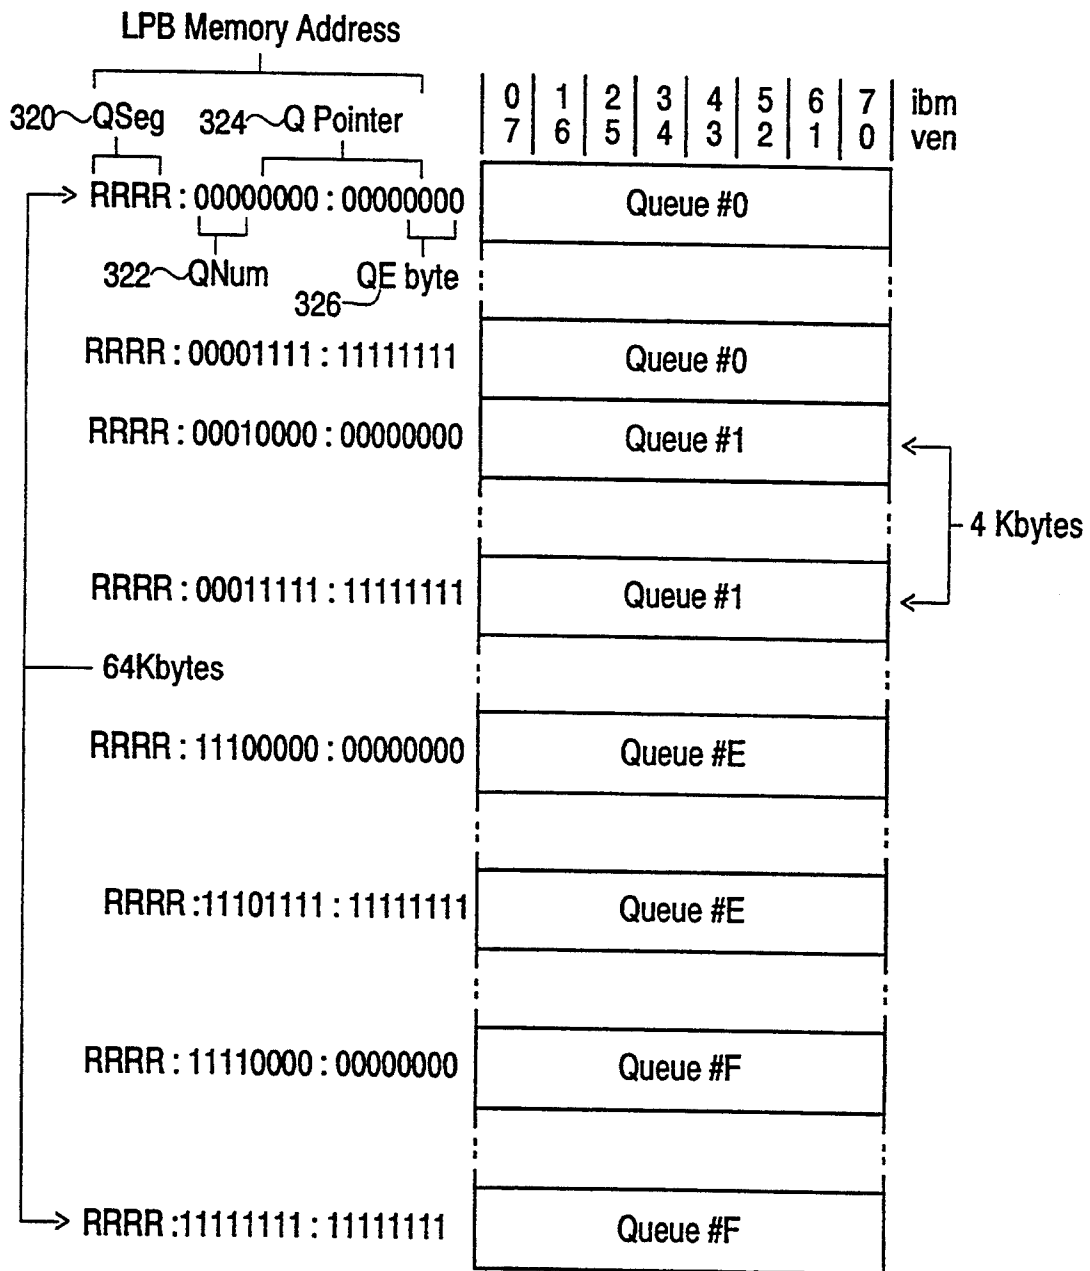 LPB Memory Address
320 QSeg 324 Q Pointer
0 1 2 3 4 5 6 7 ibm
7 6 5 4 3 2 1 0 ven
RRRR : 00000000 : 00000000 Queue #0
322 QNum QE byte
326
RRRR : 00001111 : 11111111 Queue #0
RRRR : 00010000 : 00000000 Queue #1
4 Kbytes
RRRR : 00011111 : 11111111 Queue #1
64Kbytes
RRRR : 11100000 : 00000000 Queue #E
RRRR :11101111 : 11111111 Queue #E
RRRR : 11110000 : 00000000 Queue #F
RRRR :11111111 : 11111111 Queue #F